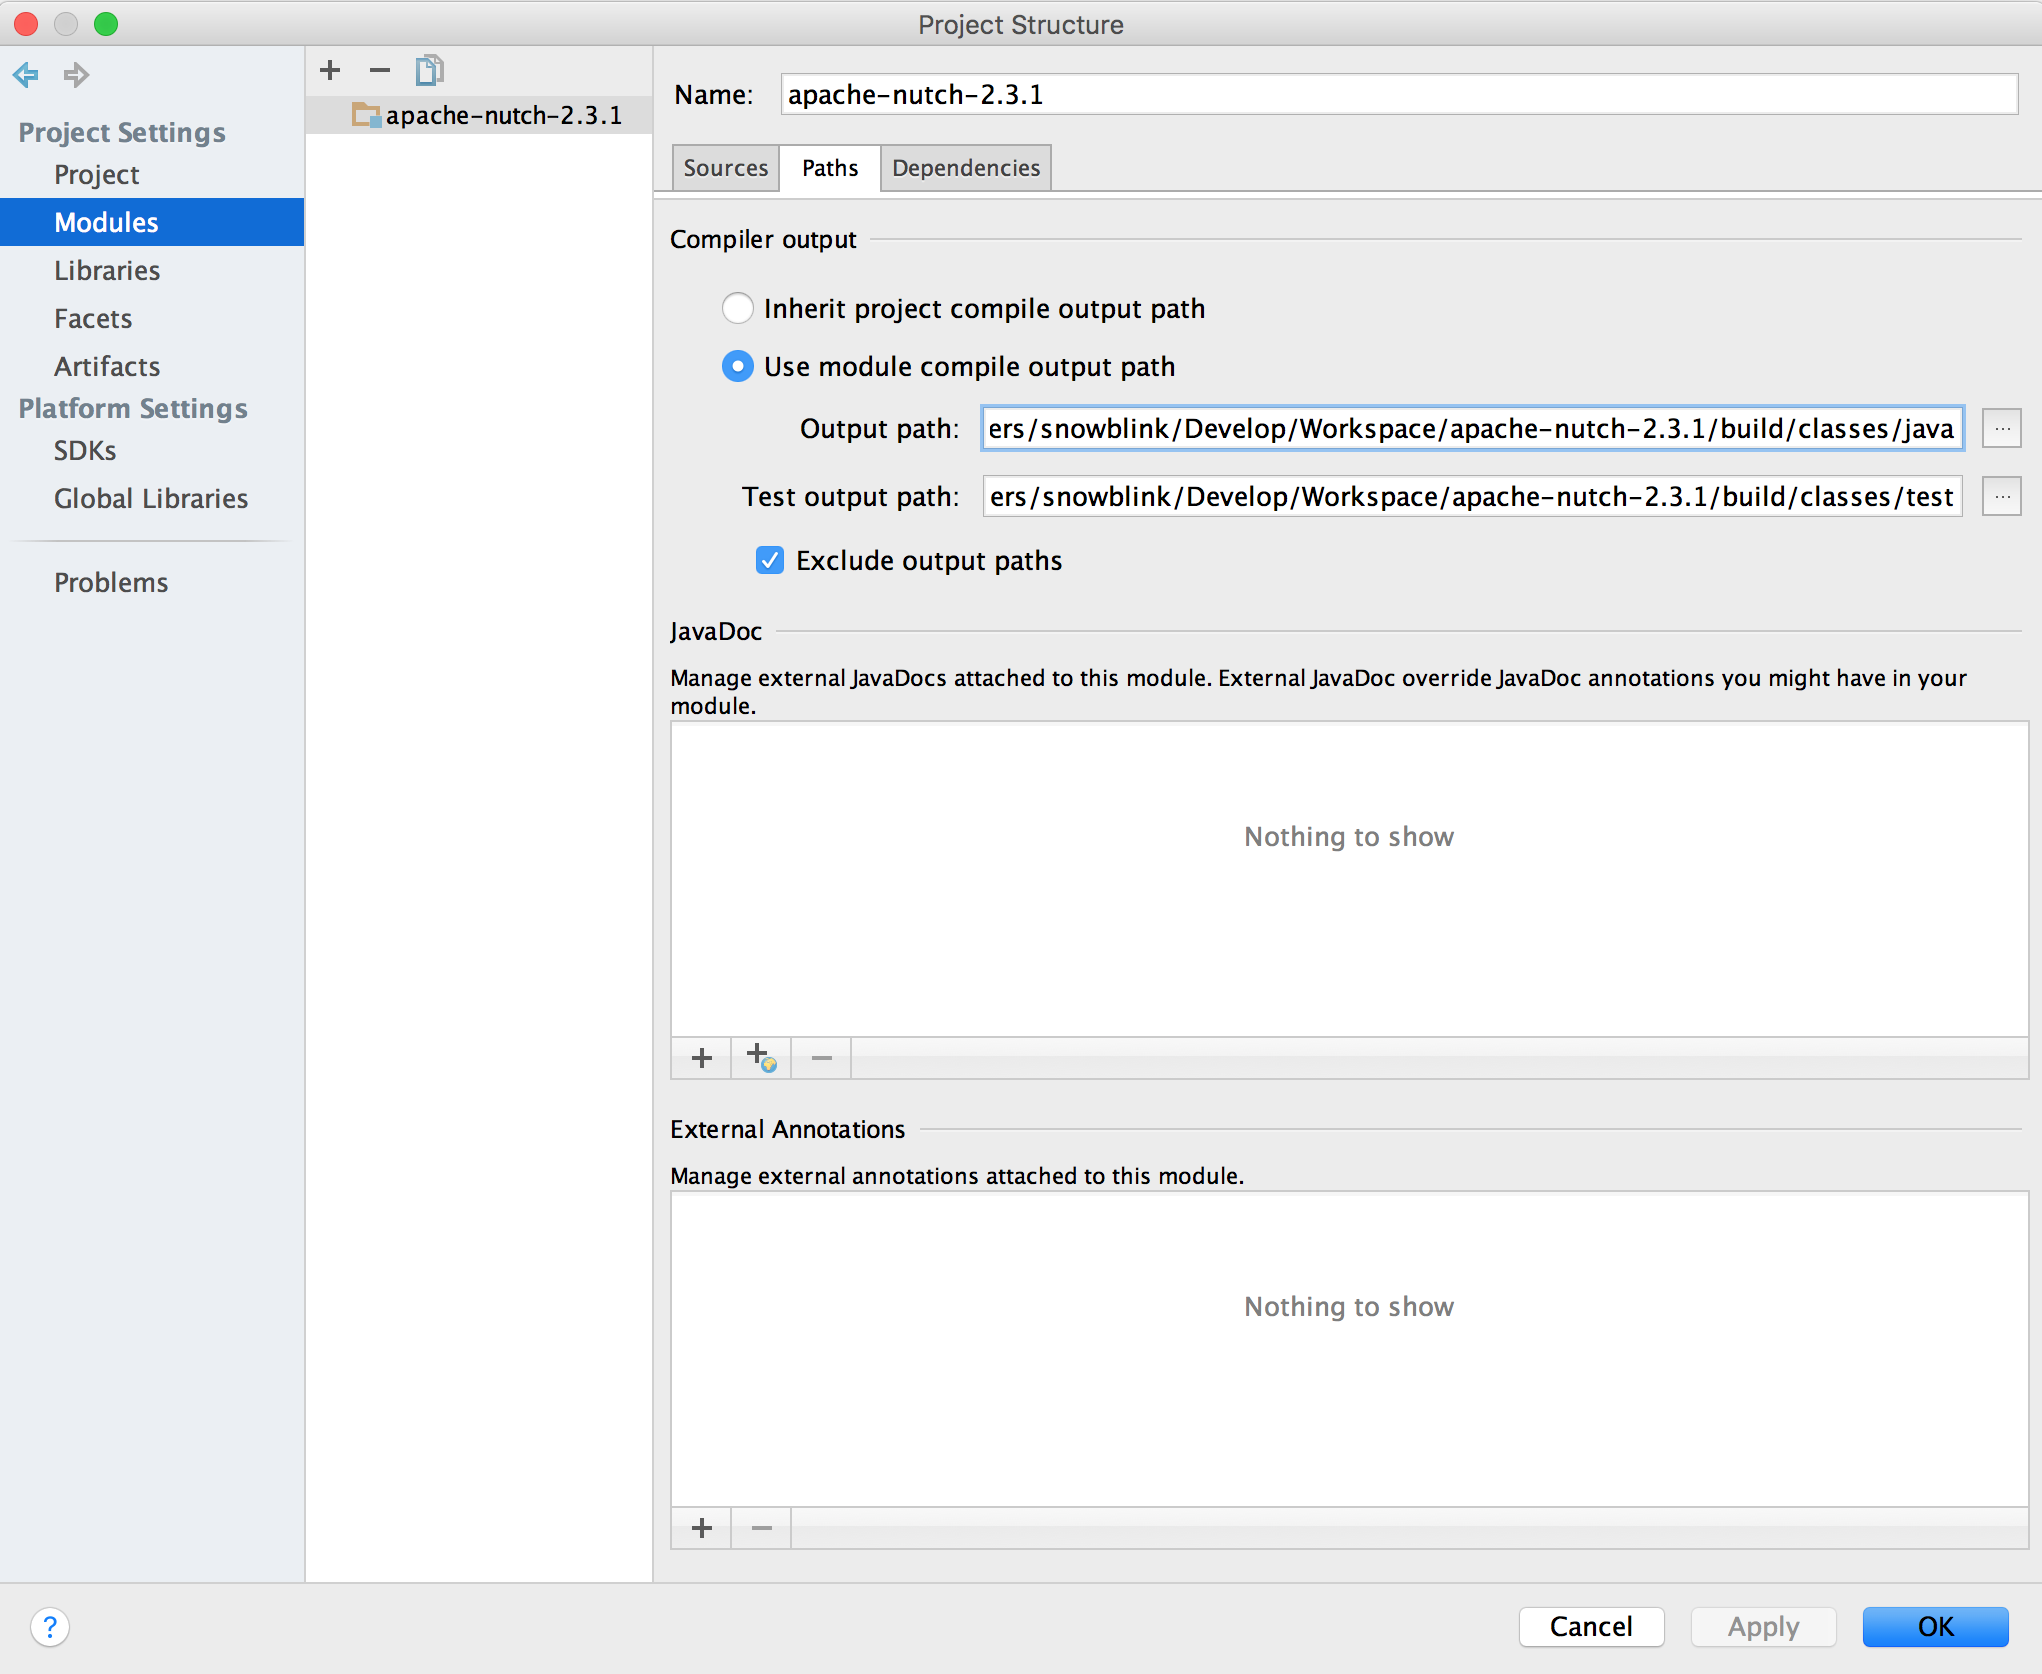 Project Structure
Project Settings
Project
Modules
Libraries
Facets
Artifacts
Platform Settings
SDKs
Global Libraries
Problems
apache-nutch-2.3.1
Name: apache-nutch-2.3.1
Sources Paths Dependencies
Compiler output
Inherit project compile output path
Use module compile output path
Output path: ers/snowblink/Develop/Workspace/apache-nutch-2.3.1/build/classes/java ...
Test output path: ers/snowblink/Develop/Workspace/apache-nutch-2.3.1/build/classes/test ...
Exclude output paths
JavaDoc
Manage external JavaDocs attached to this module. External JavaDoc override JavaDoc annotations you might have in your
module.
Nothing to show
External Annotations
Manage external annotations attached to this module.
Nothing to show
? Cancel Apply OK